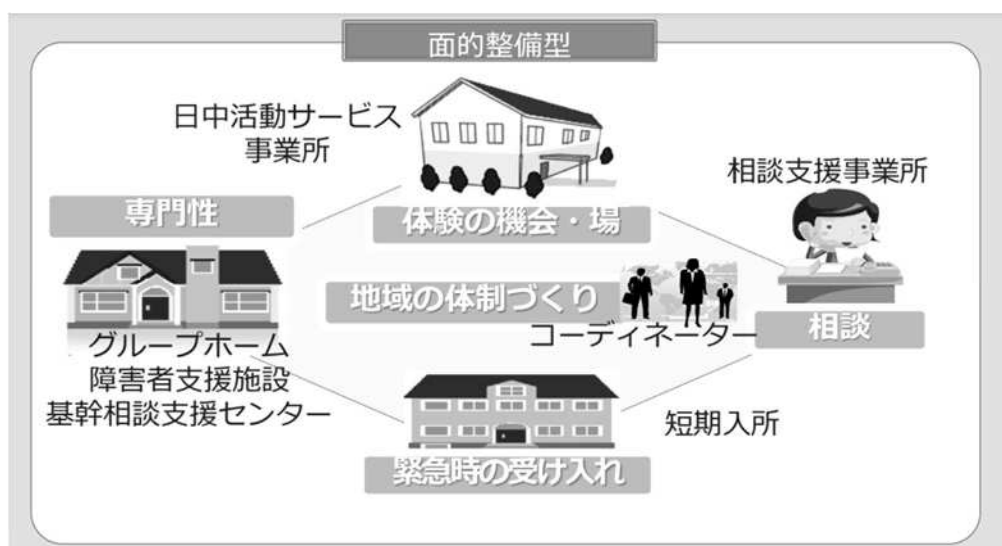 面的整備型
日中活動サービス
事業所
相談支援事業所
専門性
体験の機会・場
地域の体制づくり
コーディネーター
相談
グループホーム
障害者支援施設
基幹相談支援センター
短期入所
緊急時の受け入れ